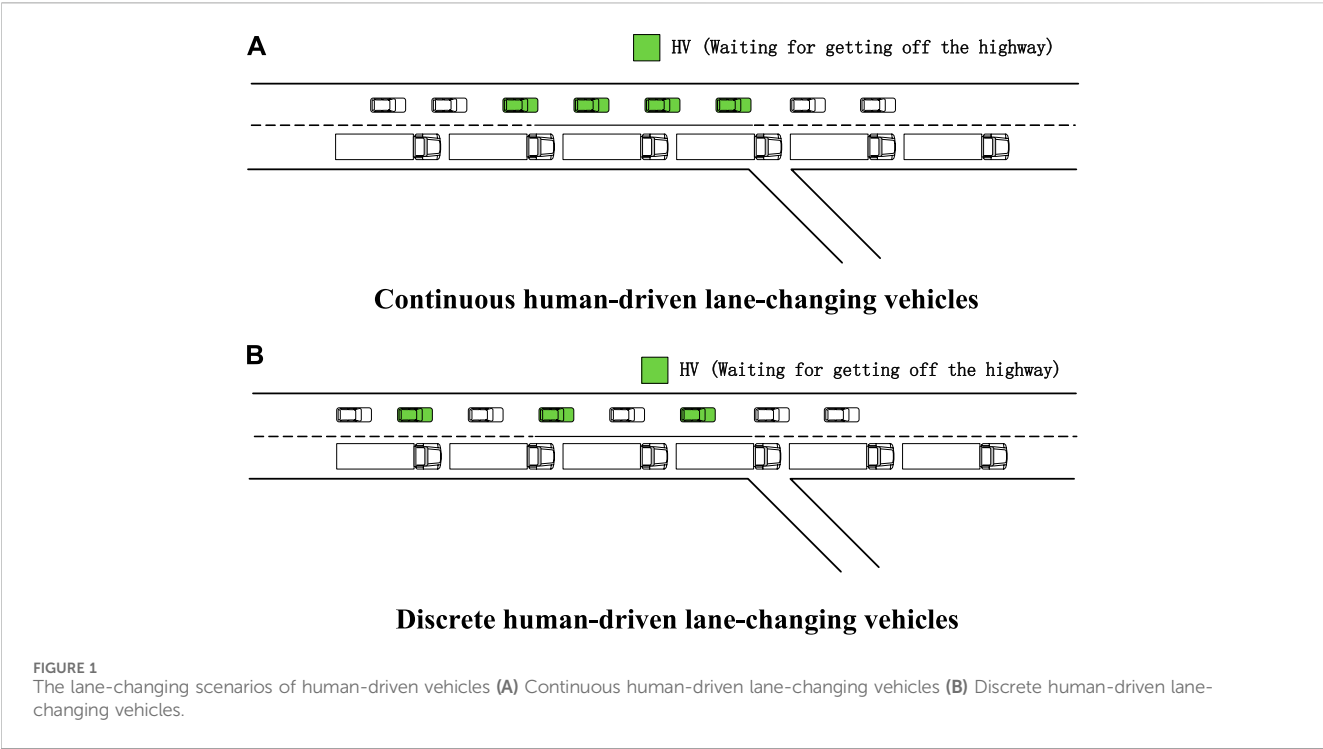 A
HV (Waiting for getting off the highway)
Continuous human-driven lane-changing vehicles
B
HV (Waiting for getting off the highway)
Discrete human-driven lane-changing vehicles
FIGURE 1
The lane-changing scenarios of human-driven vehicles (A) Continuous human-driven lane-changing vehicles (B) Discrete human-driven lane-
changing vehicles.